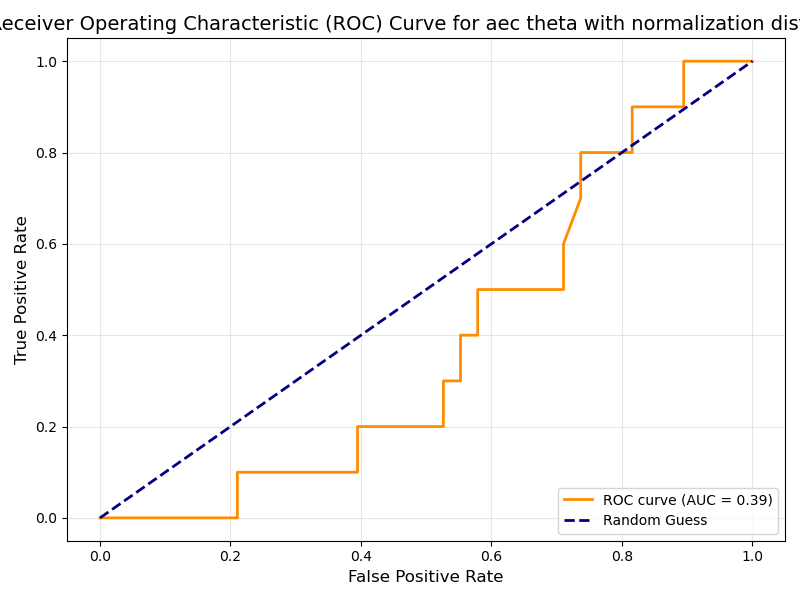 Receiver Operating Characteristic (ROC) Curve for aec theta with normalization dist
1.0
0.8
0.6
0.4
0.2
0.0
True Positive Rate
ROC curve (AUC = 0.39)
Random Guess
0.0 0.2 0.4 0.6 0.8 1.0
False Positive Rate